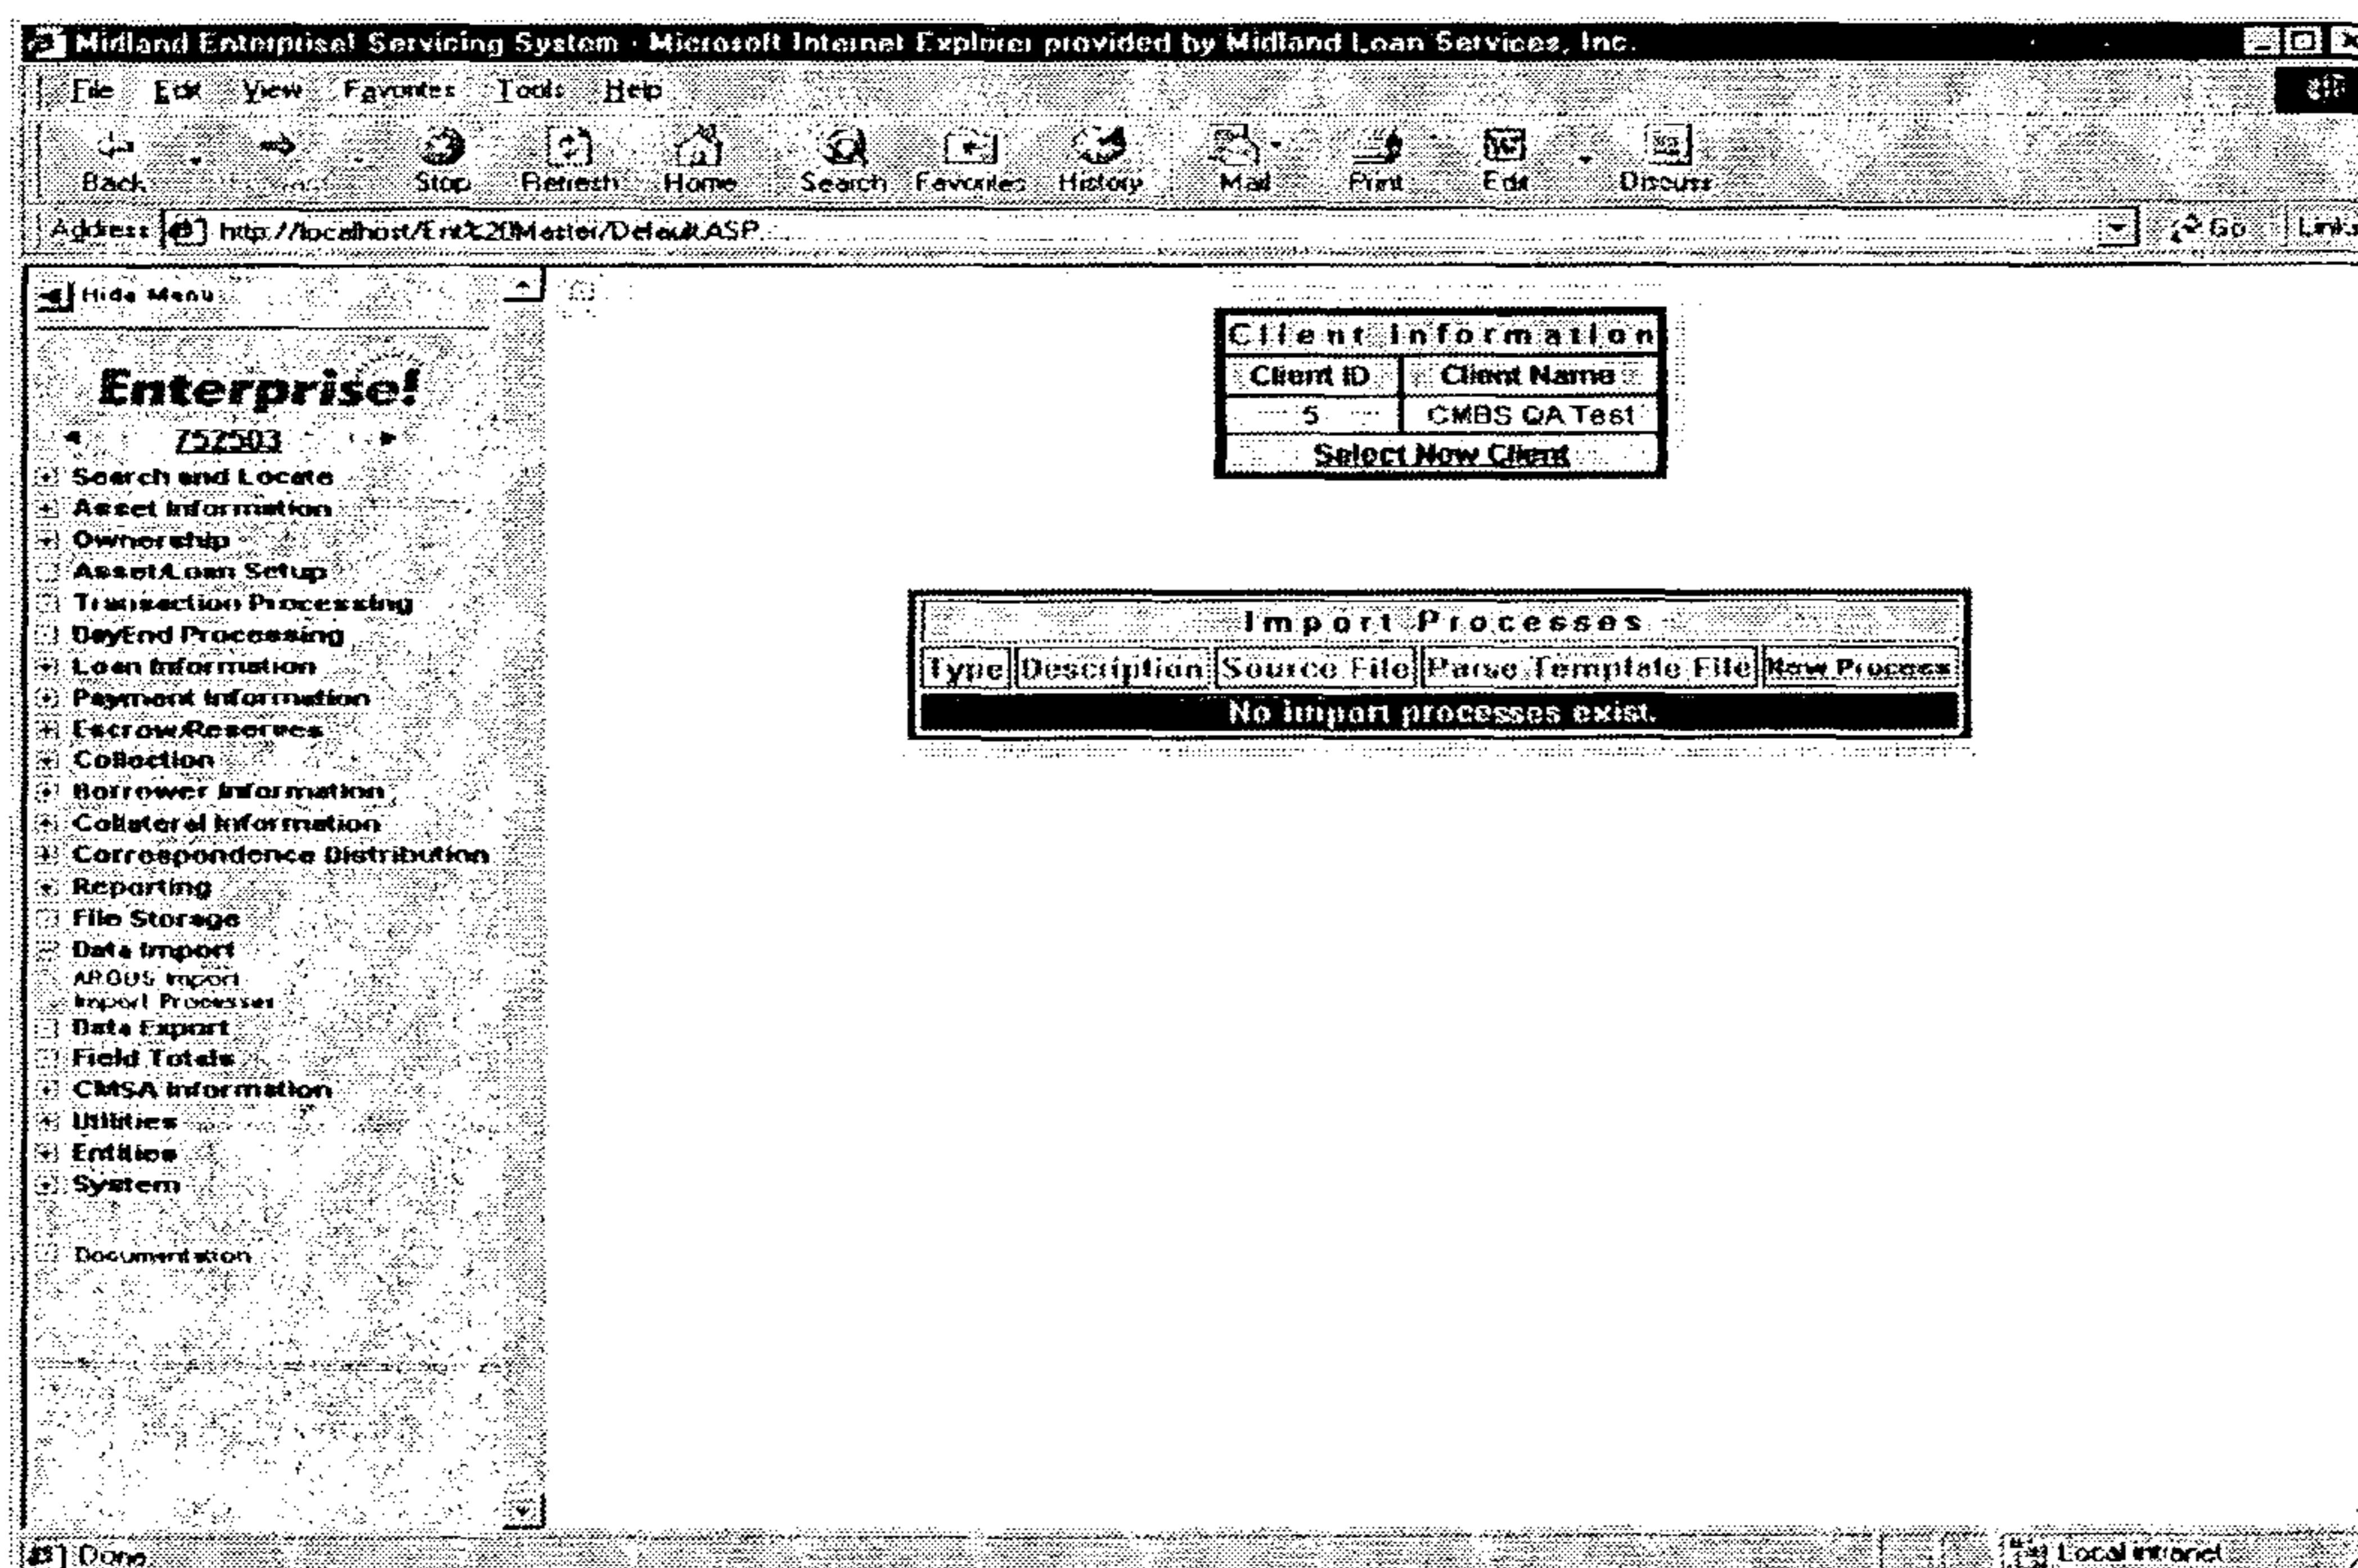 Midland Enterprise! Servicing System - Microsoft Internet Explorer provided by Midland Loan Services, Inc.
File Edit View Favorites Tools Help
Back Stop Refresh Home Search Favorites History Mail Print Edit Discuss
Address http://localhost/Ent%20Master/Default.ASP Go Links
Hide Menu
Enterprise!
752503
Search and Locate
Asset Information
Ownership
Asset/Loan Setup
Transaction Processing
DayEnd Processing
Loan Information
Payment Information
Escrow/Reserves
Collection
Borrower Information
Collateral Information
Correspondence Distribution
Reporting
File Storage
Data Import
ARGUS Import
Import Processes
Data Export
Field Totals
CMSA Information
Utilities
Entities
System
Documentation
Client Information
Client ID Client Name
5 CMBS QA Test
Select New Client
Import Processes
Type Description Source File Parse Template File New Process
No import processes exist.
Done Local intranet